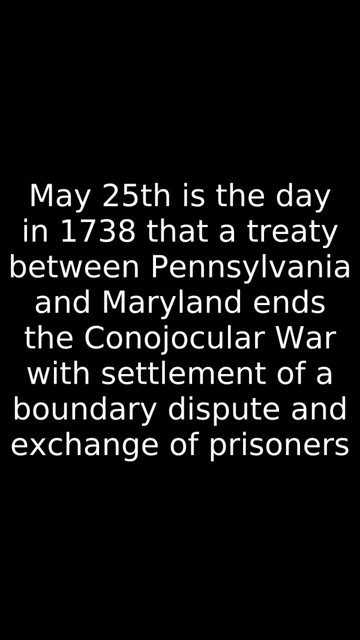 May 25th is the day
in 1738 that a treaty
between Pennsylvania
and Maryland ends
the Conojocular War
with settlement of a
boundary dispute and
exchange of prisoners